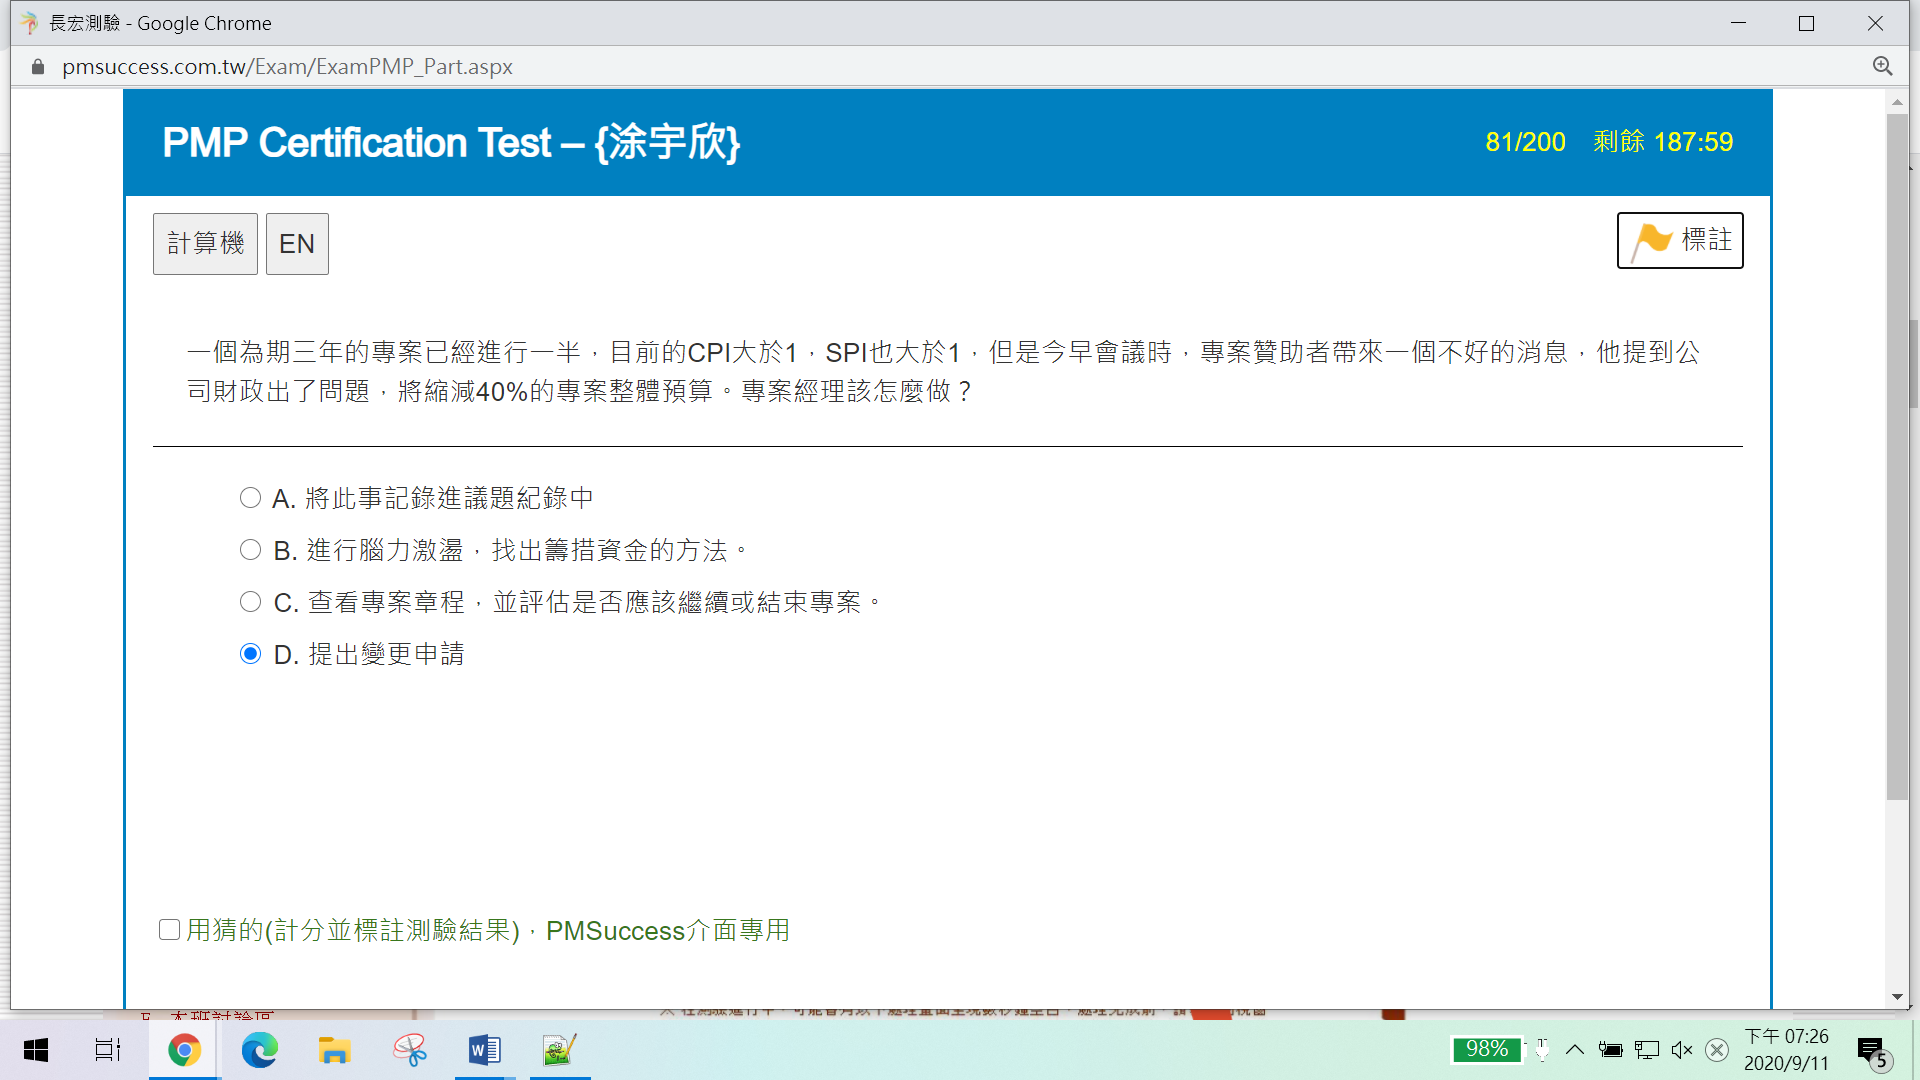 長宏測驗 - Google Chrome
pmsuccess.com.tw/Exam/ExamPMP_Part.aspx
PMP Certification Test – {涂宇欣}
81/200 剩餘 187:59
計算機 EN
標註
一個為期三年的專案已經進行一半，目前的CPI大於1，SPI也大於1，但是今早會議時，專案贊助者帶來一個不好的消息，他提到公
司財政出了問題，將縮減40%的專案整體預算。專案經理該怎麼做？
A. 將此事記錄進議題紀錄中
B. 進行腦力激盪，找出籌措資金的方法。
C. 查看專案章程，並評估是否應該繼續或結束專案。
D. 提出變更申請
用猜的(計分並標註測驗結果)，PMSuccess介面專用
98%
下午 07:26
2020/9/11
5